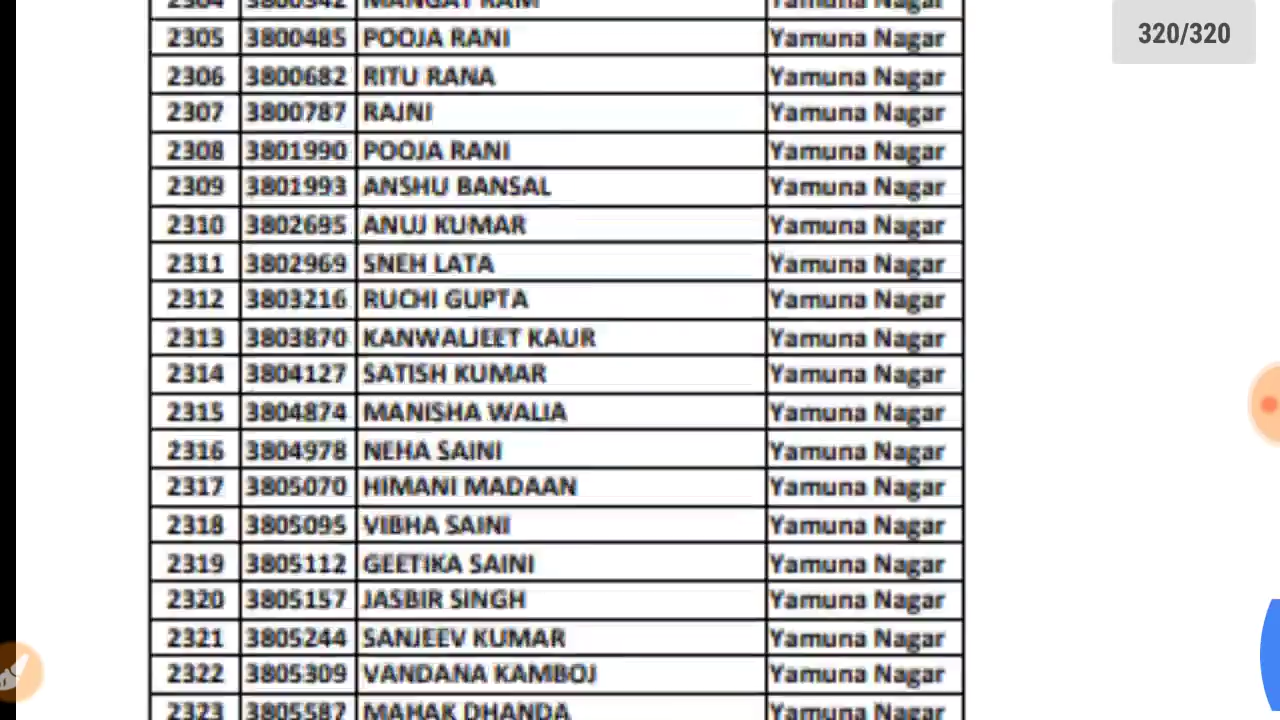 2304 3800342 MANGAT RAM Yamuna Nagar
320/320
2305 3800485 POOJA RANI Yamuna Nagar
2306 3800682 RITU RANA Yamuna Nagar
2307 3800787 RAJNI Yamuna Nagar
2308 3801990 POOJA RANI Yamuna Nagar
2309 3801993 ANSHU BANSAL Yamuna Nagar
2310 3802695 ANUJ KUMAR Yamuna Nagar
2311 3802969 SNEH LATA Yamuna Nagar
2312 3803216 RUCHI GUPTA Yamuna Nagar
2313 3803870 KANWALJEET KAUR Yamuna Nagar
2314 3804127 SATISH KUMAR Yamuna Nagar
2315 3804874 MANISHA WALIA Yamuna Nagar
2316 3804978 NEHA SAINI Yamuna Nagar
2317 3805070 HIMANI MADAAN Yamuna Nagar
2318 3805095 VIBHA SAINI Yamuna Nagar
2319 3805112 GEETIKA SAINI Yamuna Nagar
2320 3805157 JASBIR SINGH Yamuna Nagar
2321 3805244 SANJEEV KUMAR Yamuna Nagar
2322 3805309 VANDANA KAMBOJ Yamuna Nagar
2323 3805587 MAHAK DHANDA Yamuna Nagar